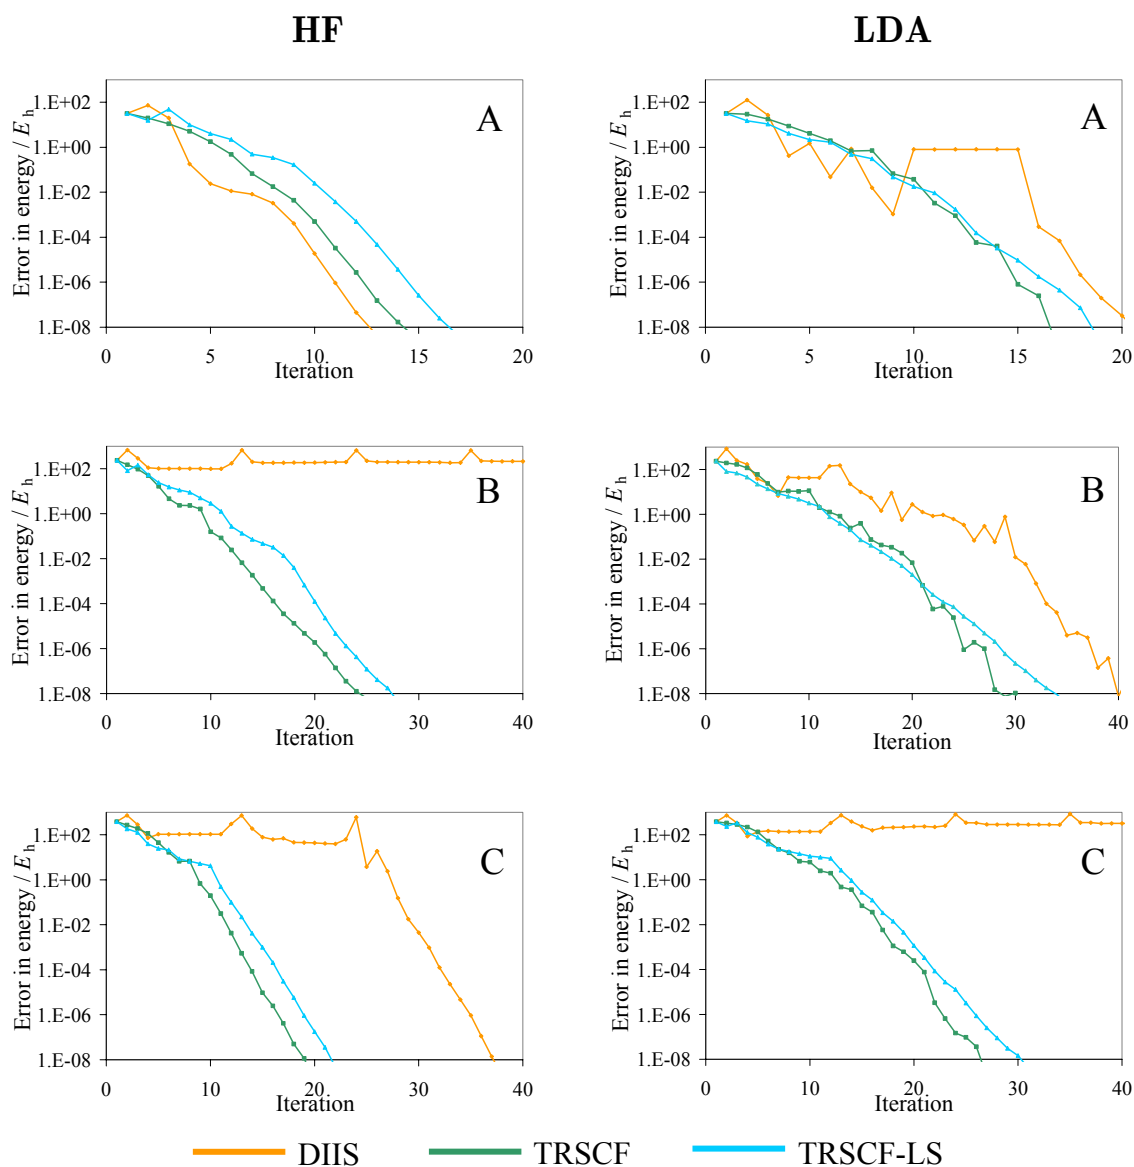 HF
LDA
Error in energy / E h
1.E+02
1.E+00
1.E-02
1.E-04
1.E-06
1.E-08
A
0 5 10 15 20
Iteration
Error in energy / E h
1.E+02
1.E+00
1.E-02
1.E-04
1.E-06
1.E-08
A
0 5 10 15 20
Iteration
Error in energy / E h
1.E+02
1.E+00
1.E-02
1.E-04
1.E-06
1.E-08
B
0 10 20 30 40
Iteration
Error in energy / E h
1.E+02
1.E+00
1.E-02
1.E-04
1.E-06
1.E-08
B
0 10 20 30 40
Iteration
Error in energy / E h
1.E+02
1.E+00
1.E-02
1.E-04
1.E-06
1.E-08
C
0 10 20 30 40
Iteration
Error in energy / E h
1.E+02
1.E+00
1.E-02
1.E-04
1.E-06
1.E-08
C
0 10 20 30 40
Iteration
DIIS TRSCF TRSCF-LS